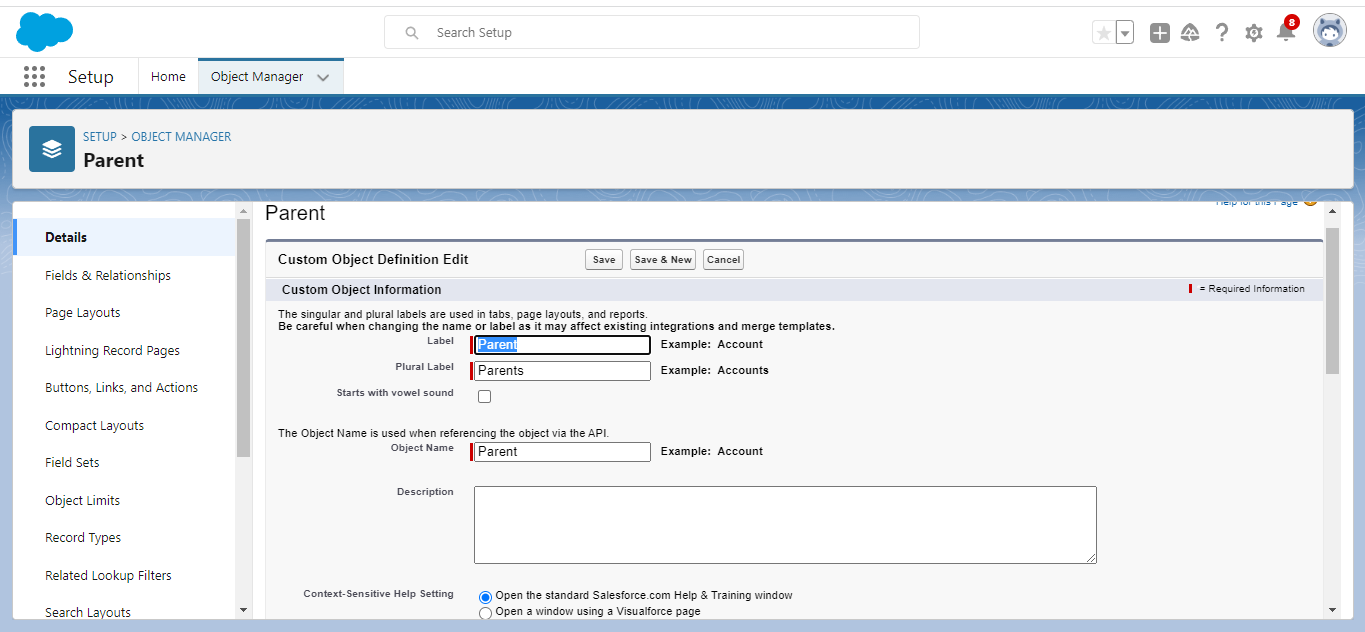 Search Setup
8
Setup
Home
Object Manager
SETUP > OBJECT MANAGER
Parent
Details
Fields & Relationships
Page Layouts
Lightning Record Pages
Buttons, Links, and Actions
Compact Layouts
Field Sets
Object Limits
Record Types
Related Lookup Filters
Search Layouts
Parent
Help for this Page
Custom Object Definition Edit
Save
Save & New
Cancel
Custom Object Information
= Required Information
The singular and plural labels are used in tabs, page layouts, and reports.
Be careful when changing the name or label as it may affect existing integrations and merge templates.
Label
Parent
Example: Account
Plural Label
Parents
Example: Accounts
Starts with vowel sound
The Object Name is used when referencing the object via the API.
Object Name
Parent
Example: Account
Description
Context-Sensitive Help Setting
Open the standard Salesforce.com Help & Training window
Open a window using a Visualforce page